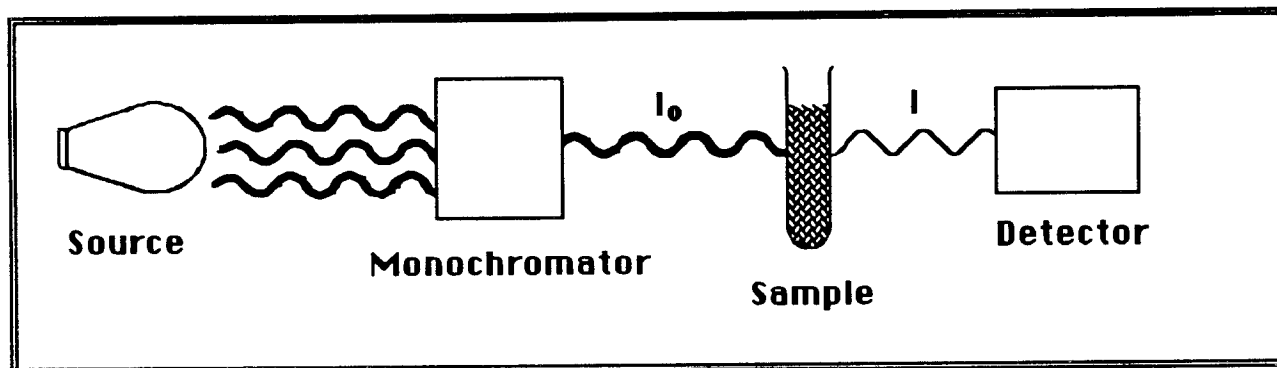 I₀
I
Source
Monochromator
Sample
Detector